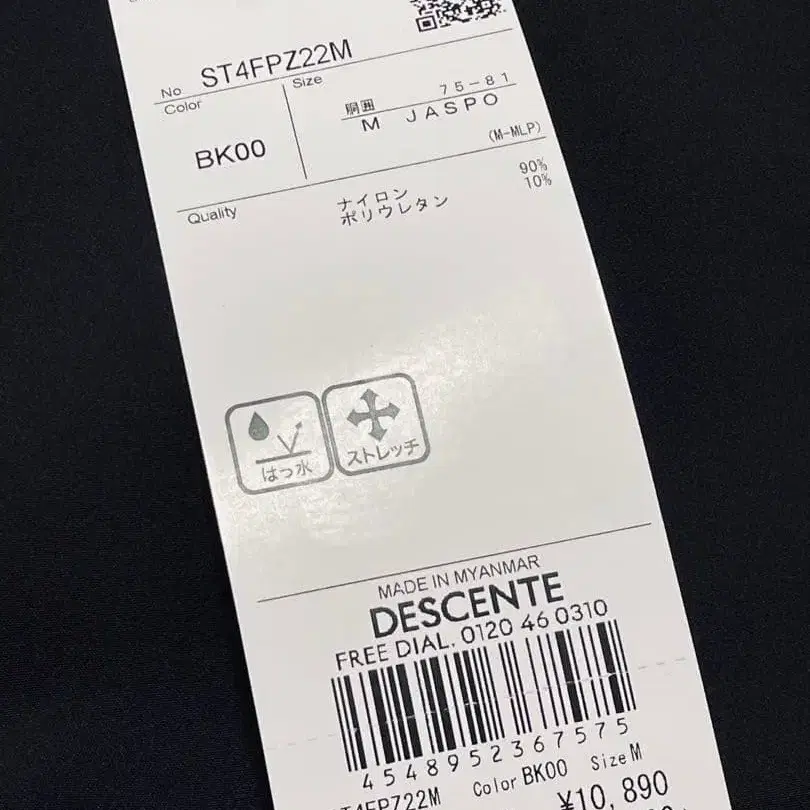 No ST4FPZ22M
Color
Size
BK00
胴囲 75-81
M JASPO
(M-MLP)
Quality
ナイロン 90%
ポリウレタン 10%
はっ水
ストレッチ
MADE IN MYANMAR
DESCENTE
FREE DIAL. 0120 46 0310
4548952367575
ST4FPZ22M Color BK00 Size M
¥10,890